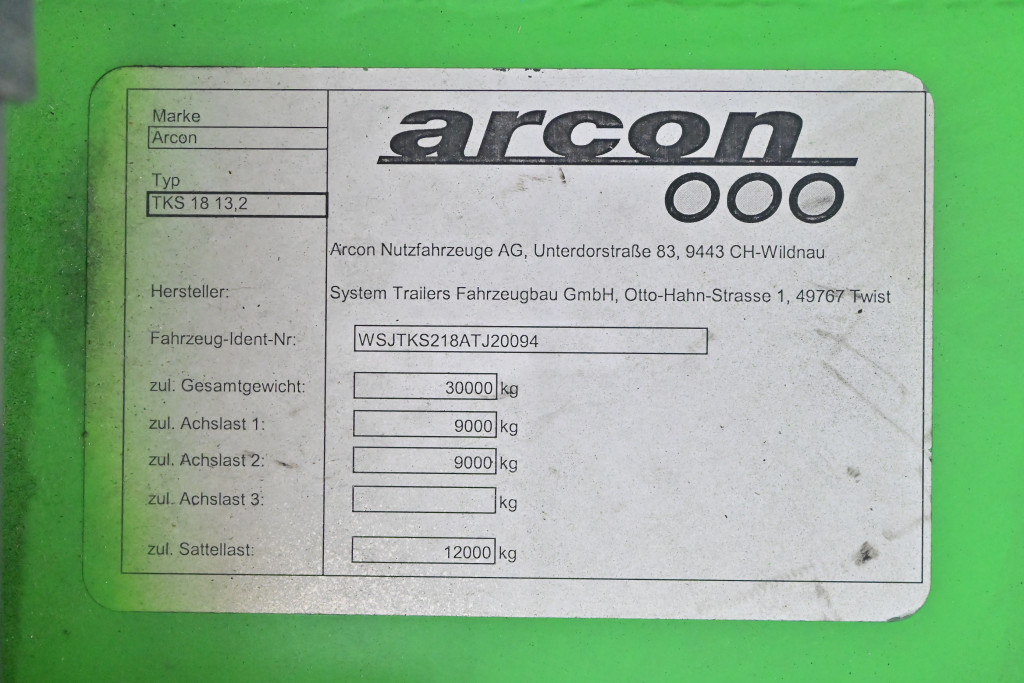 arcon
Marke
Arcon
Typ
TKS 18 13,2
Arcon Nutzfahrzeuge AG, Unterdorstraße 83, 9443 CH-Wildnau
Hersteller: System Trailers Fahrzeugbau GmbH, Otto-Hahn-Strasse 1, 49767 Twist
Fahrzeug-Ident-Nr: WSJTKS218ATJ20094
zul. Gesamtgewicht: 30000 kg
zul. Achslast 1: 9000 kg
zul. Achslast 2: 9000 kg
zul. Achslast 3: kg
zul. Sattellast: 12000 kg